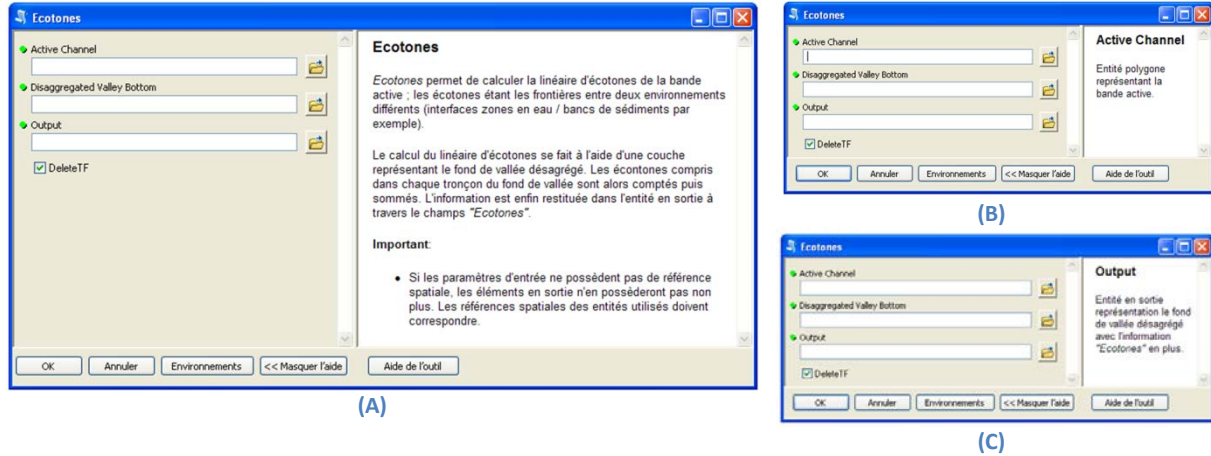 Ecotones
Active Channel
Disaggregated Valley Bottom
Output
DeleteTF
Ecotones
Ecotones permet de calculer la linéaire d'écotones de la bande
active ; les écotones étant les frontières entre deux environnements
différents (interfaces zones en eau / bancs de sédiments par
exemple).
Le calcul du linéaire d'écotones se fait à l'aide d'une couche
représentant le fond de vallée désagrégé. Les écontones compris
dans chaque tronçon du fond de vallée sont alors comptés puis
sommés. L'information est enfin restituée dans l'entité en sortie à
travers le champs "Ecotones".
Important:
• Si les paramètres d'entrée ne possèdent pas de référence
spatiale, les éléments en sortie n'en possèderont pas non
plus. Les références spatiales des entités utilisés doivent
correspondre.
OK Annuler Environnements << Masquer l'aide Aide de l'outil
(A)
Ecotones
Active Channel
Disaggregated Valley Bottom
Output
DeleteTF
Active Channel
Entité polygone
représentant la
bande active.
OK Annuler Environnements << Masquer l'aide Aide de l'outil
(B)
Ecotones
Active Channel
Disaggregated Valley Bottom
Output
DeleteTF
Output
Entité en sortie
représentation le fond
de vallée désagrégé
avec l'information
"Ecotones" en plus.
OK Annuler Environnements << Masquer l'aide Aide de l'outil
(C)